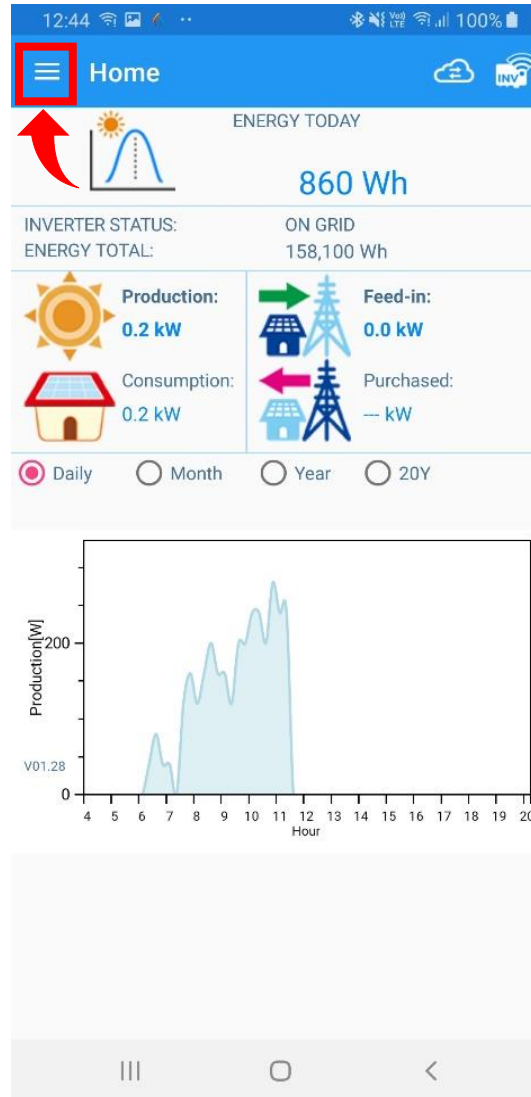 12:44 100%
Vo))
LTE
Home
INV
ENERGY TODAY
860 Wh
INVERTER STATUS: ON GRID
ENERGY TOTAL: 158,100 Wh
Production: Feed-in:
0.2 kW 0.0 kW
Consumption: Purchased:
0.2 kW --- kW
Daily Month Year 20Y
Production[W]
200
V01.28
0
4 5 6 7 8 9 10 11 12 13 14 15 16 17 18 19 20
Hour